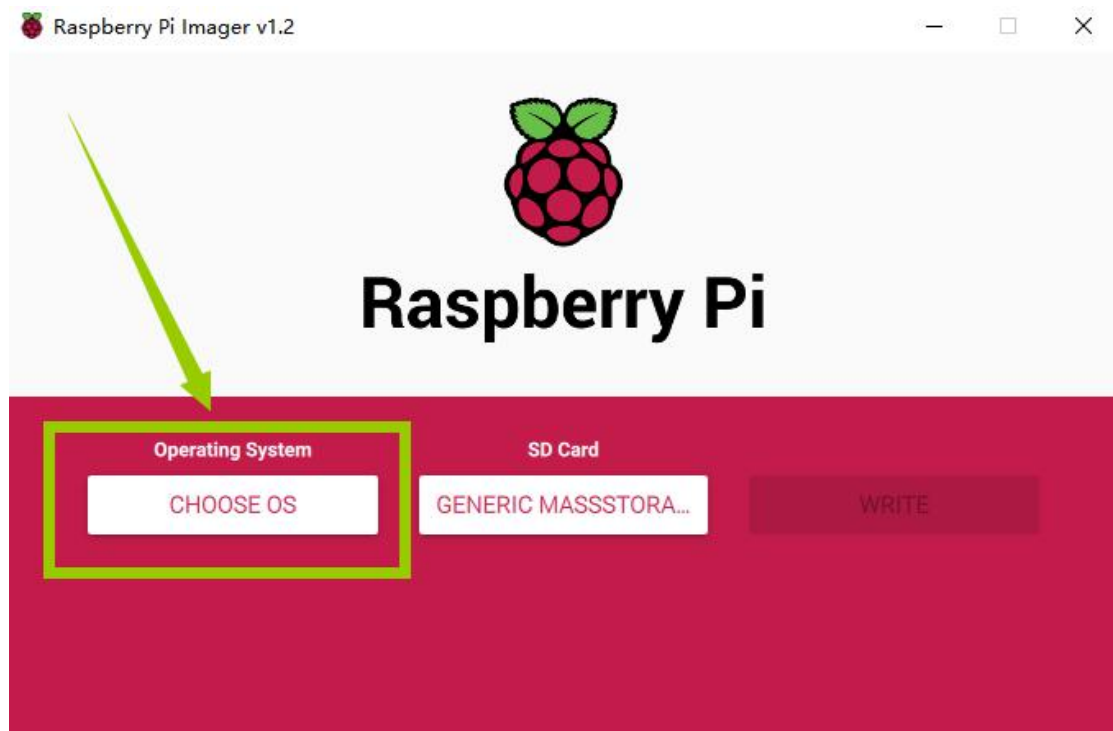 Raspberry Pi Imager v1.2
Raspberry Pi
Operating System
SD Card
CHOOSE OS
GENERIC MASSSTORA...
WRITE